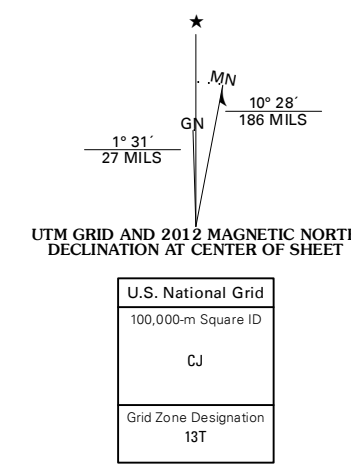 ★
MN
GN
10° 28´
186 MILS
1° 31´
27 MILS
UTM GRID AND 2012 MAGNETIC NORTH
DECLINATION AT CENTER OF SHEET
U.S. National Grid
100,000-m Square ID
CJ
Grid Zone Designation
13T